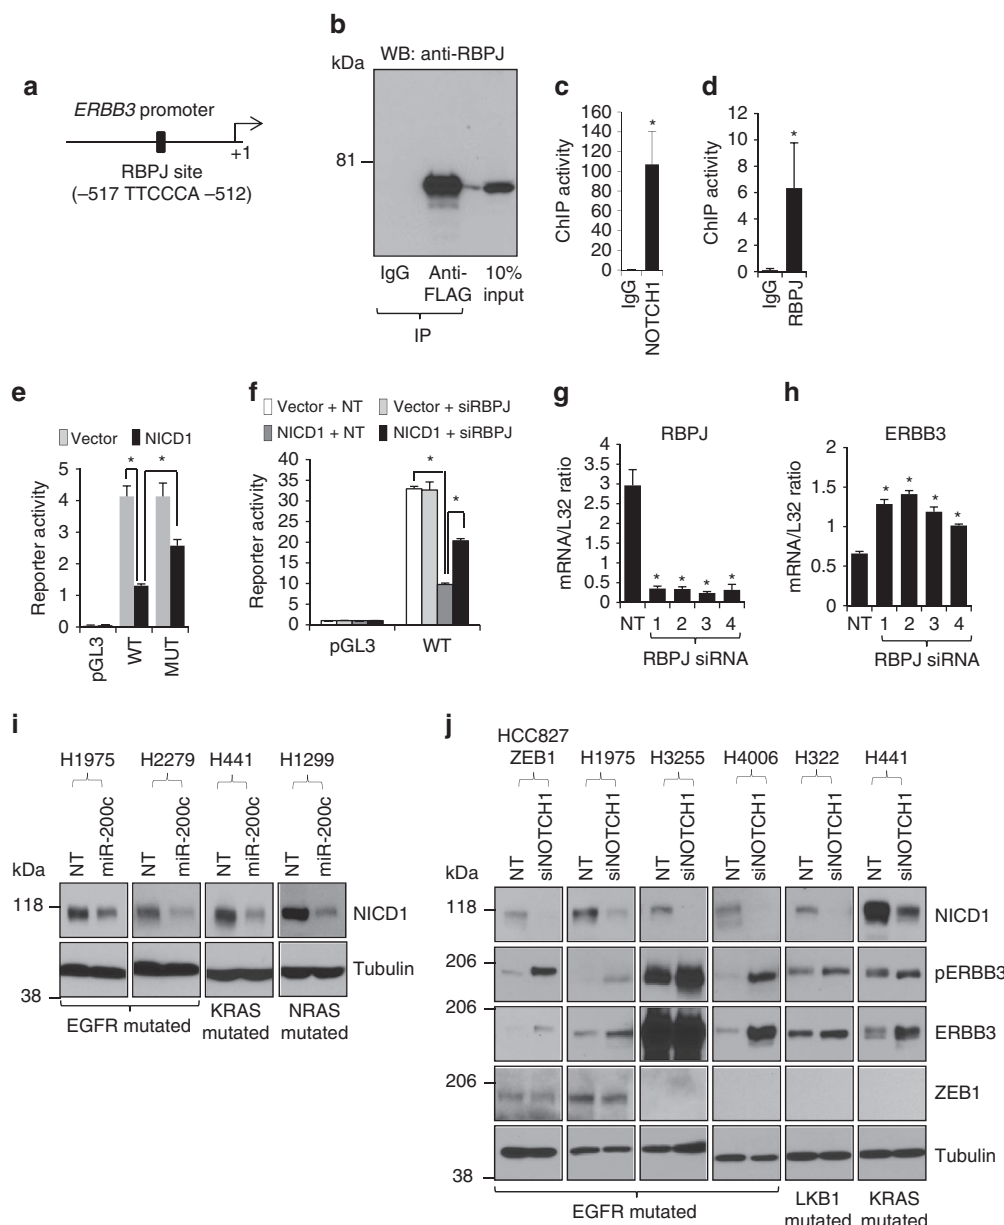 a
ERBB3 promoter
+1
RBPJ site
(–517 TTCCCA –512)
b
WB: anti-RBPJ
kDa
81
IgG
Anti-FLAG
10% input
IP
c
ChIP activity
160
140
120
100
80
60
40
20
0
IgG
NOTCH1
*
d
ChIP activity
12
10
8
6
4
2
0
IgG
RBPJ
*
e
Vector
NICD1
Reporter activity
5
4
3
2
1
0
* *
pGL3
WT
MUT
f
Vector + NT
Vector + siRBPJ
NICD1 + NT
NICD1 + siRBPJ
Reporter activity
40
35
30
25
20
15
10
5
0
*
*
pGL3
WT
g
RBPJ
mRNA/L32 ratio
4
3.5
3
2.5
2
1.5
1
0.5
0
* * * *
NT 1 2 3 4
RBPJ siRNA
h
ERBB3
mRNA/L32 ratio
2
1.5
1
0.5
0
* * * *
NT 1 2 3 4
RBPJ siRNA
i
H1975 H2279 H441 N1299
NT miR-200c NT miR-200c NT miR-200c NT miR-200c
kDa
118
NICD1
Tubulin
38
EGFR mutated
KRAS mutated
NRAS mutated
j
HCC827 ZEB1
H1975 H3255 H4006 H322 H441
NT siNOTCH1 NT siNOTCH1 NT siNOTCH1 NT siNOTCH1 NT siNOTCH1 NT siNOTCH1
kDa
118
NICD1
206
pERBB3
206
ERBB3
206
ZEB1
Tubulin
38
EGFR mutated
LKB1 mutated
KRAS mutated